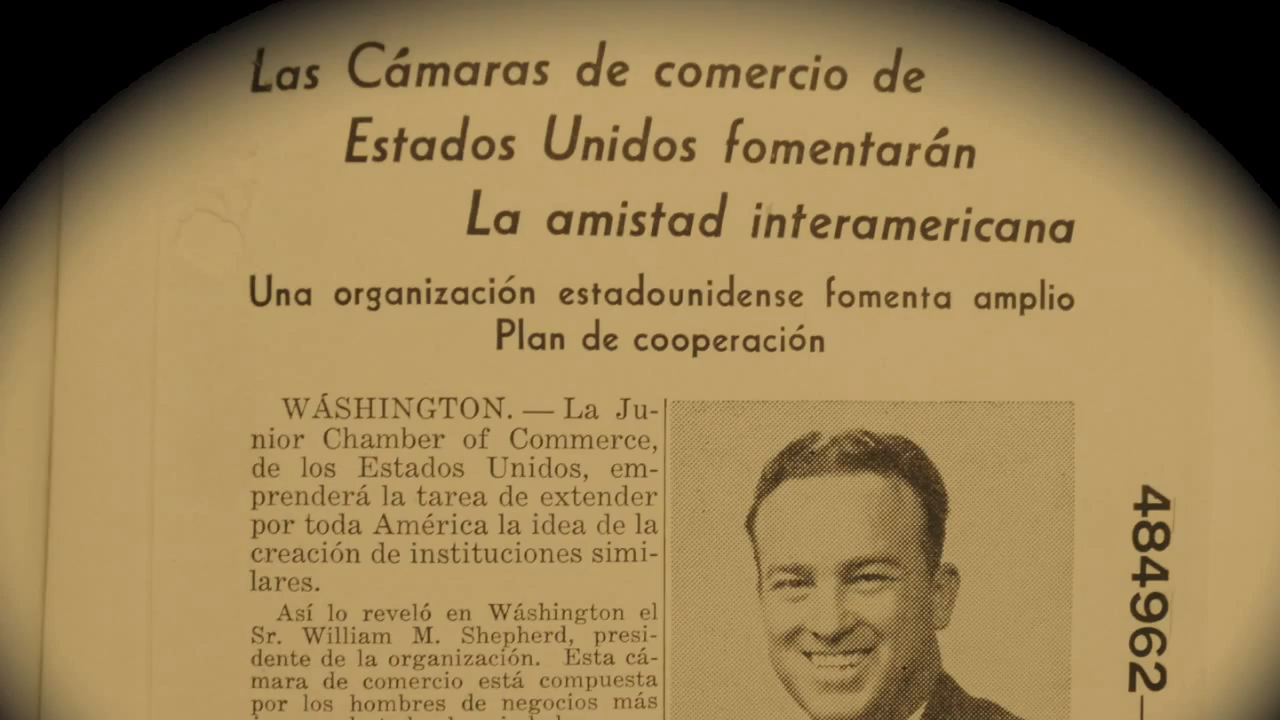 Las Cámaras de comercio de
Estados Unidos fomentarán
La amistad interamericana
Una organización estadounidense fomenta amplio
Plan de cooperación
WÁSHINGTON. — La Ju-
nior Chamber of Commerce,
de los Estados Unidos, em-
prenderá la tarea de extender
por toda América la idea de la
creación de instituciones simi-
lares.
Así lo reveló en Wáshington el
Sr. William M. Shepherd, presi-
dente de la organización. Esta cá-
mara de comercio está compuesta
por los hombres de negocios más
484962